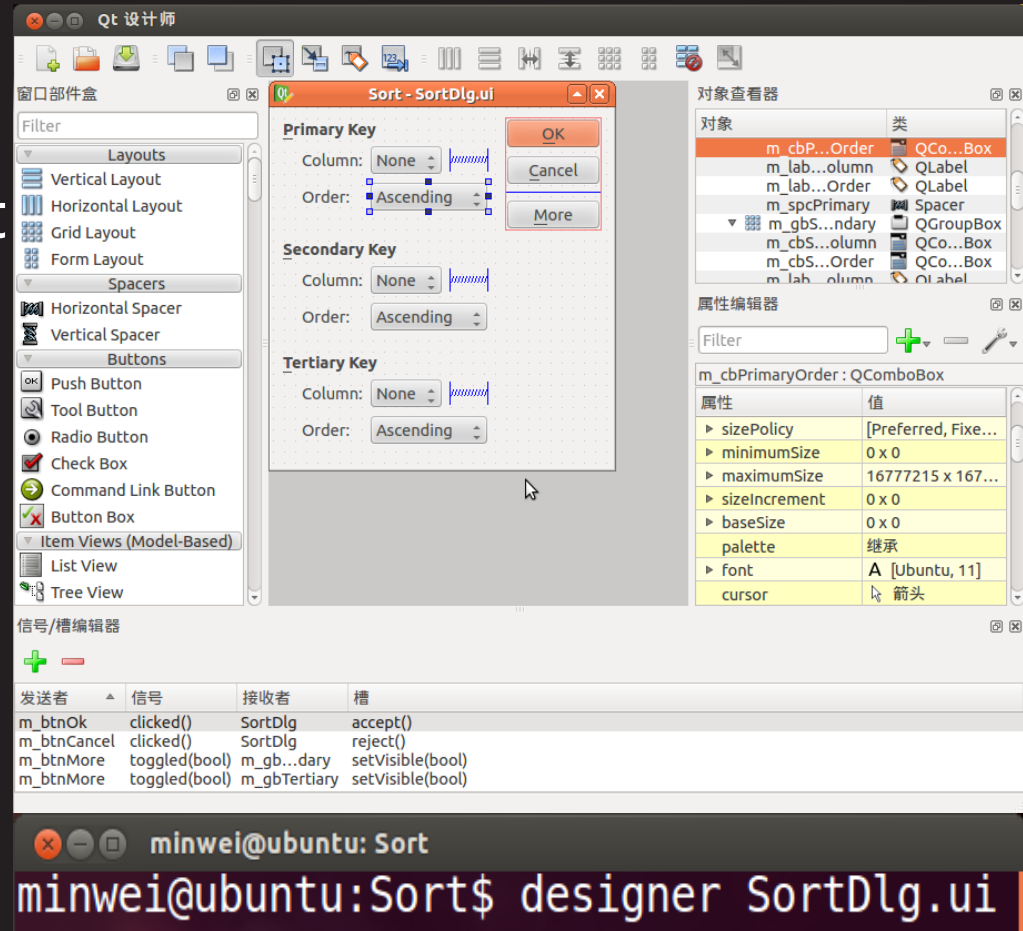 Qt 设计师
窗口部件盒
Filter
Layouts
Vertical Layout
Horizontal Layout
Grid Layout
Form Layout
Spacers
Horizontal Spacer
Vertical Spacer
Buttons
OK Push Button
Tool Button
Radio Button
Check Box
Command Link Button
Button Box
Item Views (Model-Based)
List View
Tree View
Sort - SortDlg.ui
Primary Key
Column: None
Order: Ascending
Secondary Key
Column: None
Order: Ascending
Tertiary Key
Column: None
Order: Ascending
OK
Cancel
More
对象查看器
对象 类
m_cbP...Order QCo...Box
m_lab...olumn QLabel
m_lab...Order QLabel
m_spcPrimary Spacer
m_gbS...ndary QGroupBox
m_cbS...olumn QCo...Box
m_cbS...Order QCo...Box
m_lab...olumn QLabel
属性编辑器
Filter
m_cbPrimaryOrder : QComboBox
属性 值
sizePolicy [Preferred, Fixe...
minimumSize 0 x 0
maximumSize 16777215 x 167...
sizeIncrement 0 x 0
baseSize 0 x 0
palette 继承
font A [Ubuntu, 11]
cursor 箭头
信号/槽编辑器
发送者 信号 接收者 槽
m_btnOk clicked() SortDlg accept()
m_btnCancel clicked() SortDlg reject()
m_btnMore toggled(bool) m_gb...dary setVisible(bool)
m_btnMore toggled(bool) m_gbTertiary setVisible(bool)
minwei@ubuntu: Sort
minwei@ubuntu:Sort$ designer SortDlg.ui